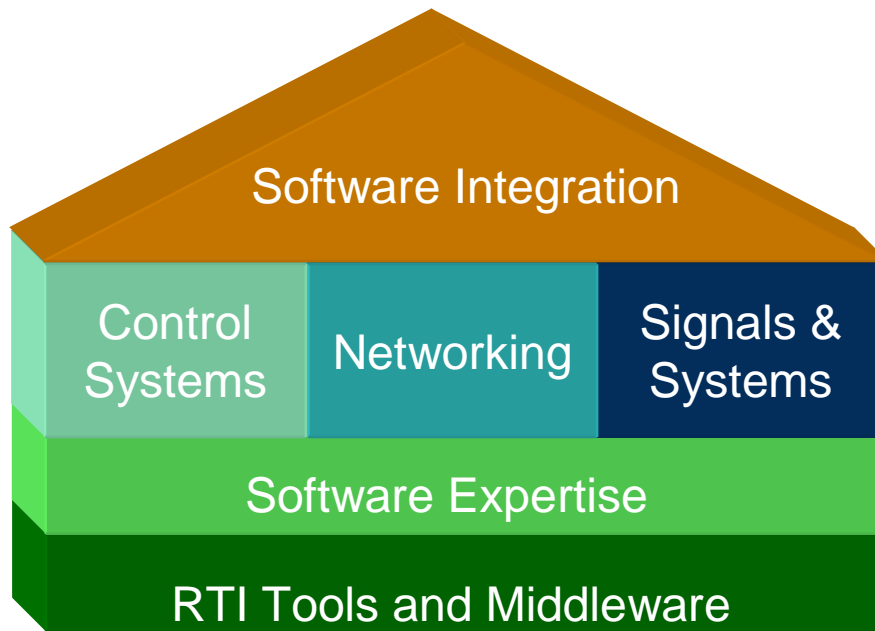 Software Integration
Control
Systems
Networking
Signals &
Systems
Software Expertise
RTI Tools and Middleware